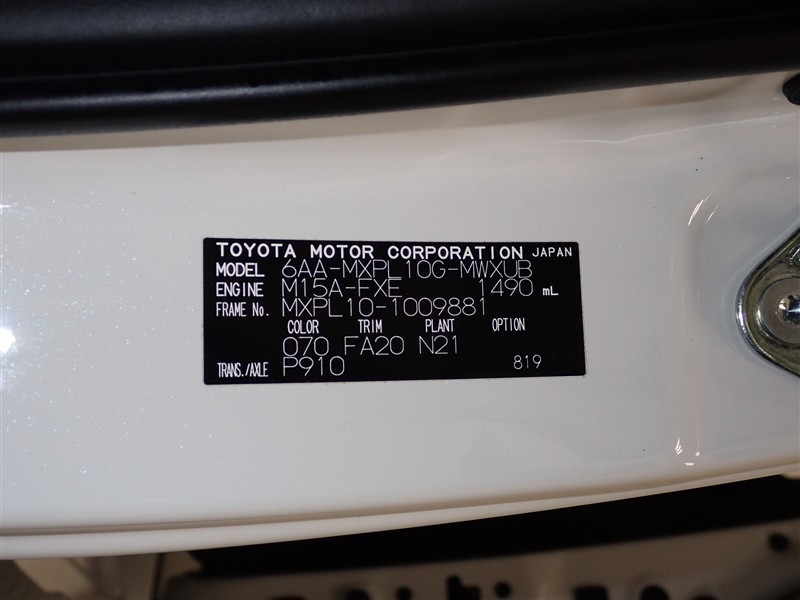 TOYOTA MOTOR CORPORATION JAPAN
MODEL 6AA-MXPL10G-MWXUB
ENGINE M15A-FXE 1490 mL
FRAME No. MXPL10-1009881
COLOR TRIM PLANT OPTION
070 FA20 N21
TRANS./AXLE P910 819